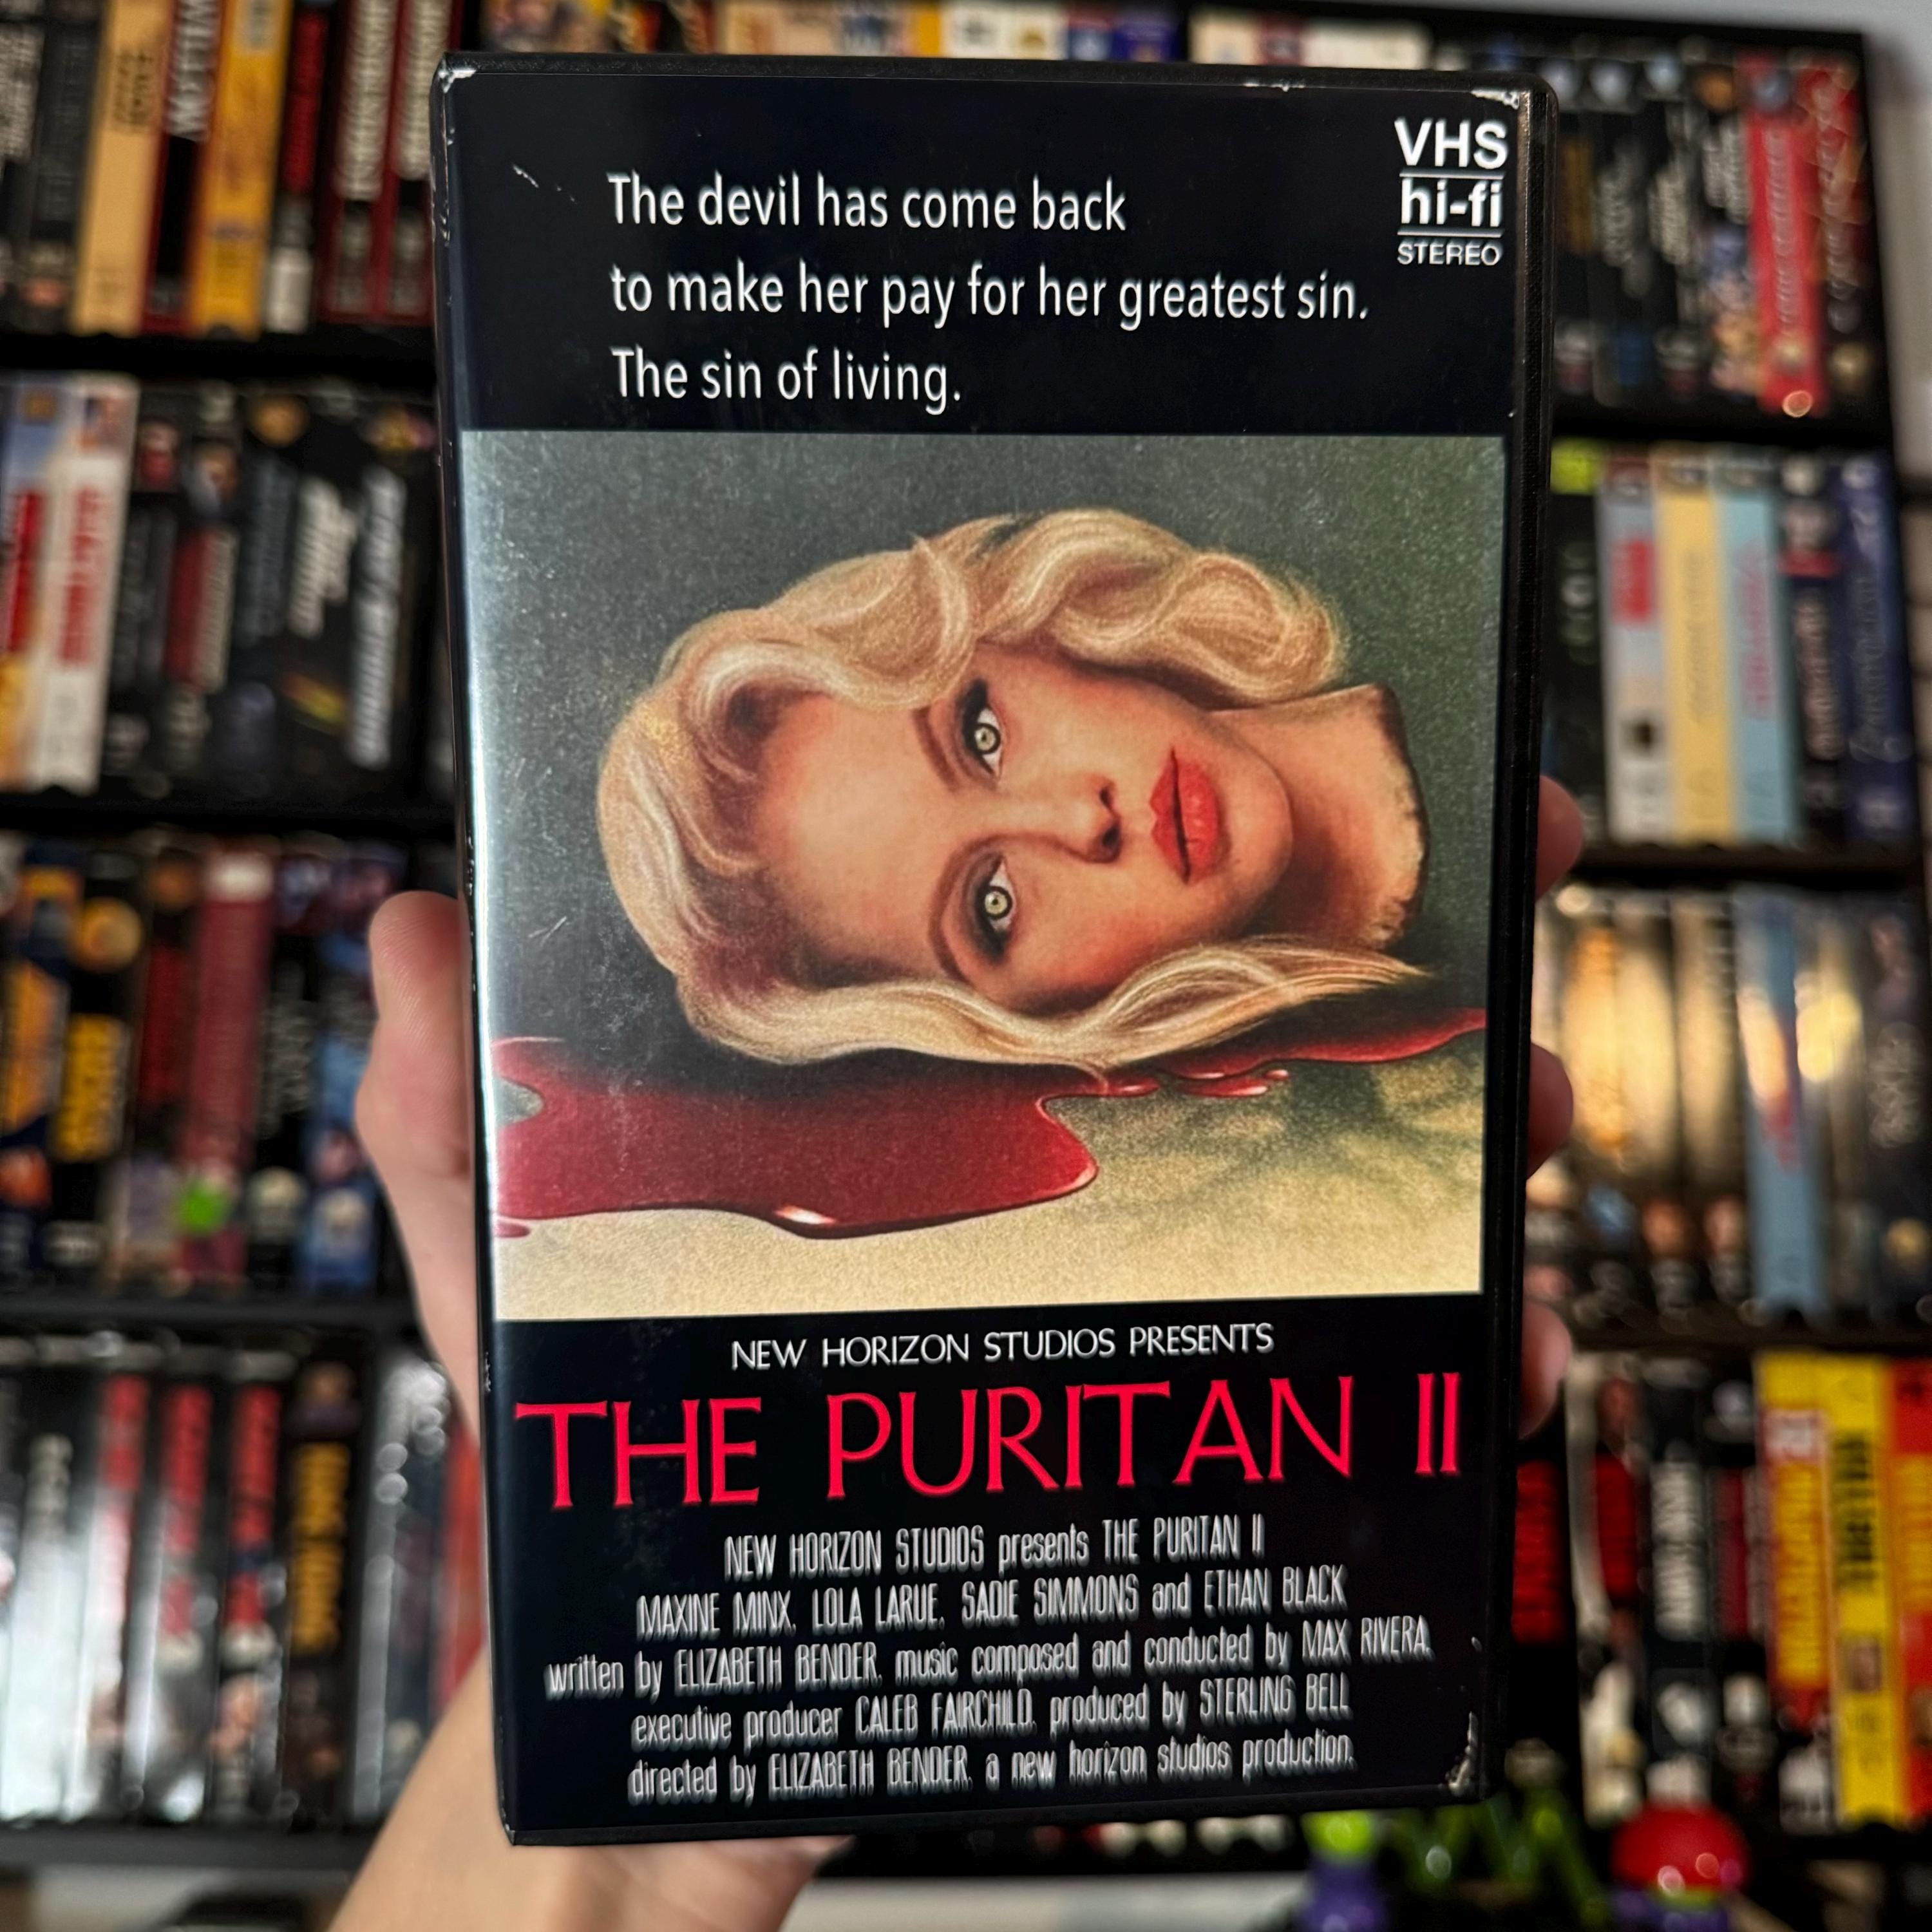 VHS
hi-fi
STEREO
The devil has come back
to make her pay for her greatest sin.
The sin of living.
NEW HORIZON STUDIOS PRESENTS
THE PURITAN II
NEW HORIZON STUDIOS presents THE PURITAN II
MAXINE MINX, LOLA LARUE, SADIE SIMMONS and ETHAN BLACK
written by ELIZABETH BENDER, music composed and conducted by MAX RIVERA,
executive producer CALEB FAIRCHILD, produced by STERLING BELL
directed by ELIZABETH BENDER, a new horizon studios production.